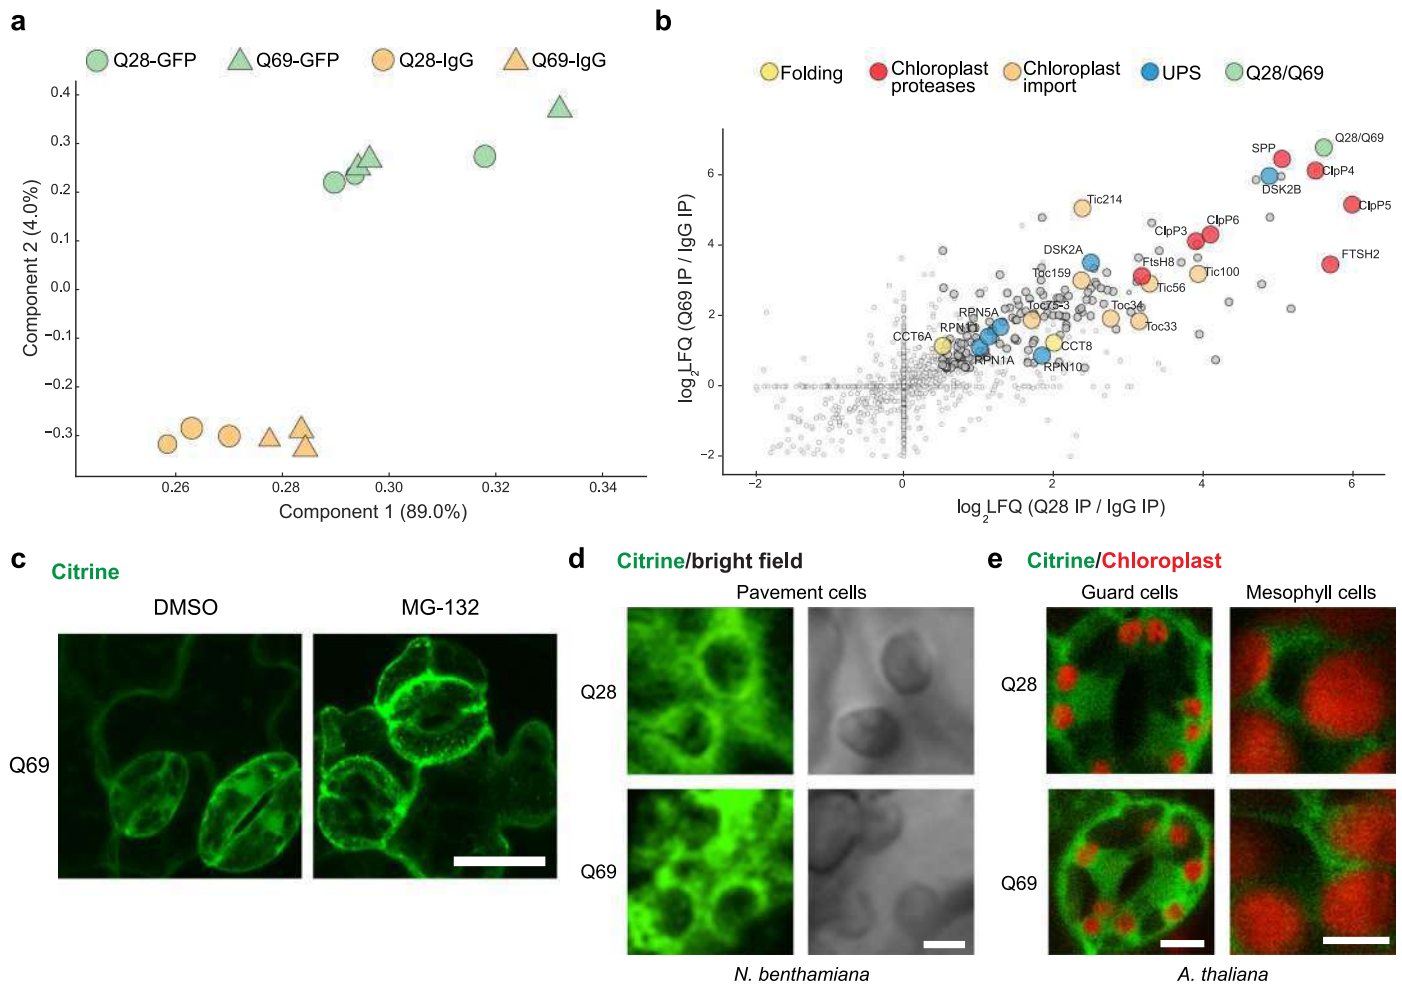 a
Q28-GFP Q69-GFP Q28-IgG Q69-IgG
0.4
0.3
0.2
0.1
0.0
−0.1
−0.2
−0.3
Component 2 (4.0%)
0.26 0.28 0.30 0.32 0.34
Component 1 (89.0%)
b
Folding Chloroplast proteases Chloroplast import UPS Q28/Q69
Q28/Q69
SPP
ClpP4
DSK2B
Tic214
ClpP5
ClpP6
ClpP3
DSK2A
FTSH2
FtsH8
Toc159
Tic100
Tic56
Toc75-3
Toc34
RPN5A
Toc33
RPN11
CCT6A
CCT8
RPN1A
RPN10
6
4
2
0
−2
log2LFQ (Q69 IP / IgG IP)
−2 0 2 4 6
log2LFQ (Q28 IP / IgG IP)
c
Citrine
DMSO MG-132
Q69
d
Citrine/bright field
Pavement cells
Q28
Q69
N. benthamiana
e
Citrine/Chloroplast
Guard cells Mesophyll cells
Q28
Q69
A. thaliana